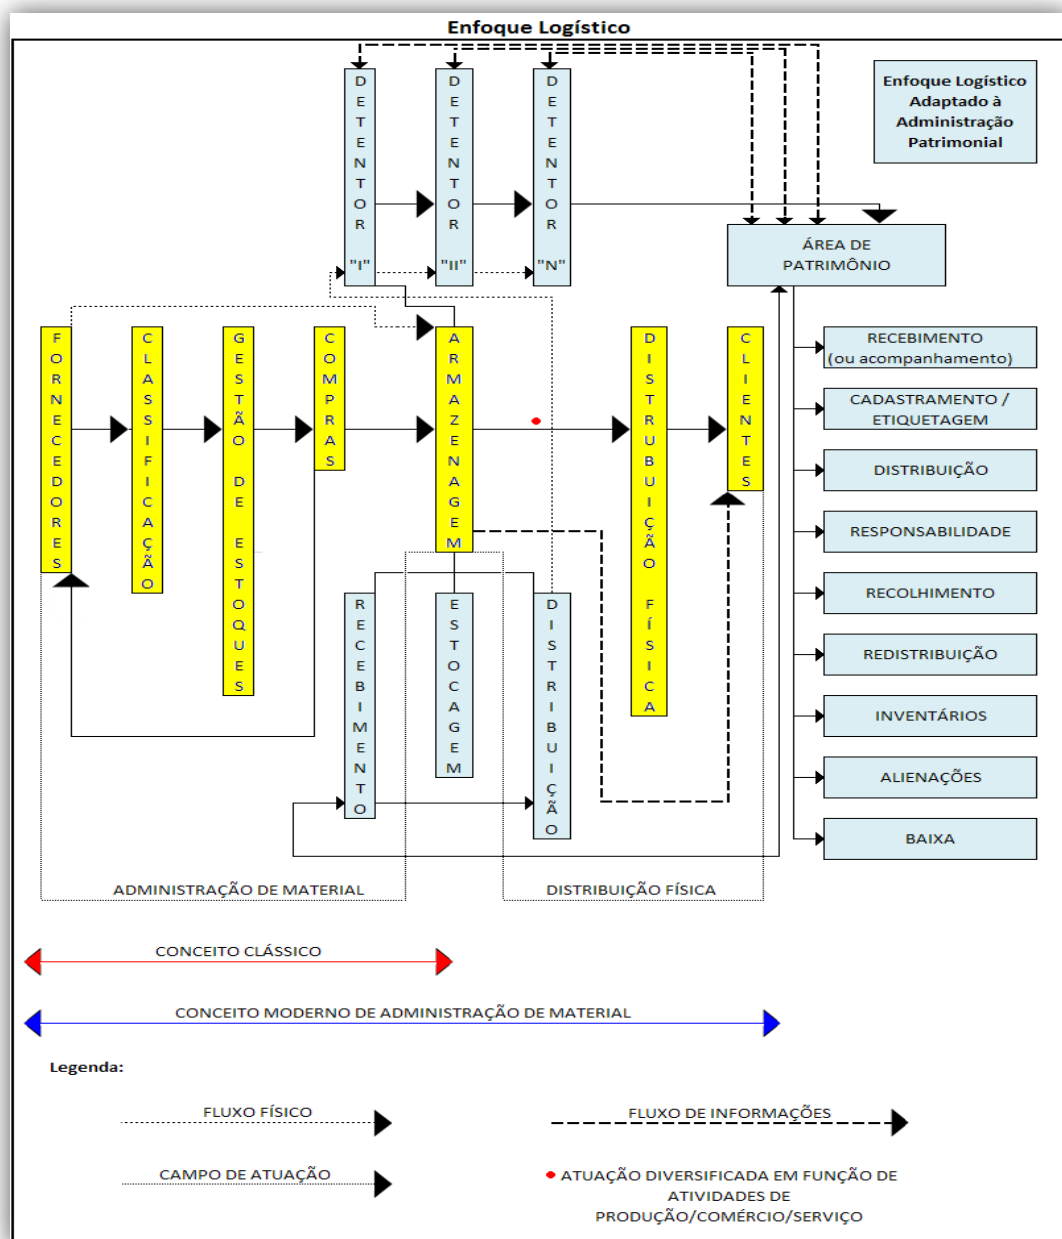 Enfoque Logístico
Enfoque Logístico
Adaptado à
Administração
Patrimonial
DETENTOR "I"
DETENTOR "II"
DETENTOR "N"
ÁREA DE
PATRIMÔNIO
FORNECEDORES
CLASSIFICAÇÃO
GESTÃO DE ESTOQUES
COMPRAS
ARMAZENAGEM
DISTRUBUIÇÃO FÍSICA
CLIENTES
RECEBIMENTO
(ou acompanhamento)
CADASTRAMENTO /
ETIQUETAGEM
DISTRIBUIÇÃO
RESPONSABILIDADE
RECOLHIMENTO
REDISTRIBUIÇÃO
INVENTÁRIOS
ALIENAÇÕES
BAIXA
RECEBIMENTO
ESTOCAGEM
DISTRIBUIÇÃO
ADMINISTRAÇÃO DE MATERIAL
DISTRIBUIÇÃO FÍSICA
CONCEITO CLÁSSICO
CONCEITO MODERNO DE ADMINISTRAÇÃO DE MATERIAL
Legenda:
FLUXO FÍSICO
FLUXO DE INFORMAÇÕES
CAMPO DE ATUAÇÃO
ATUAÇÃO DIVERSIFICADA EM FUNÇÃO DE
ATIVIDADES DE
PRODUÇÃO/COMÉRCIO/SERVIÇO